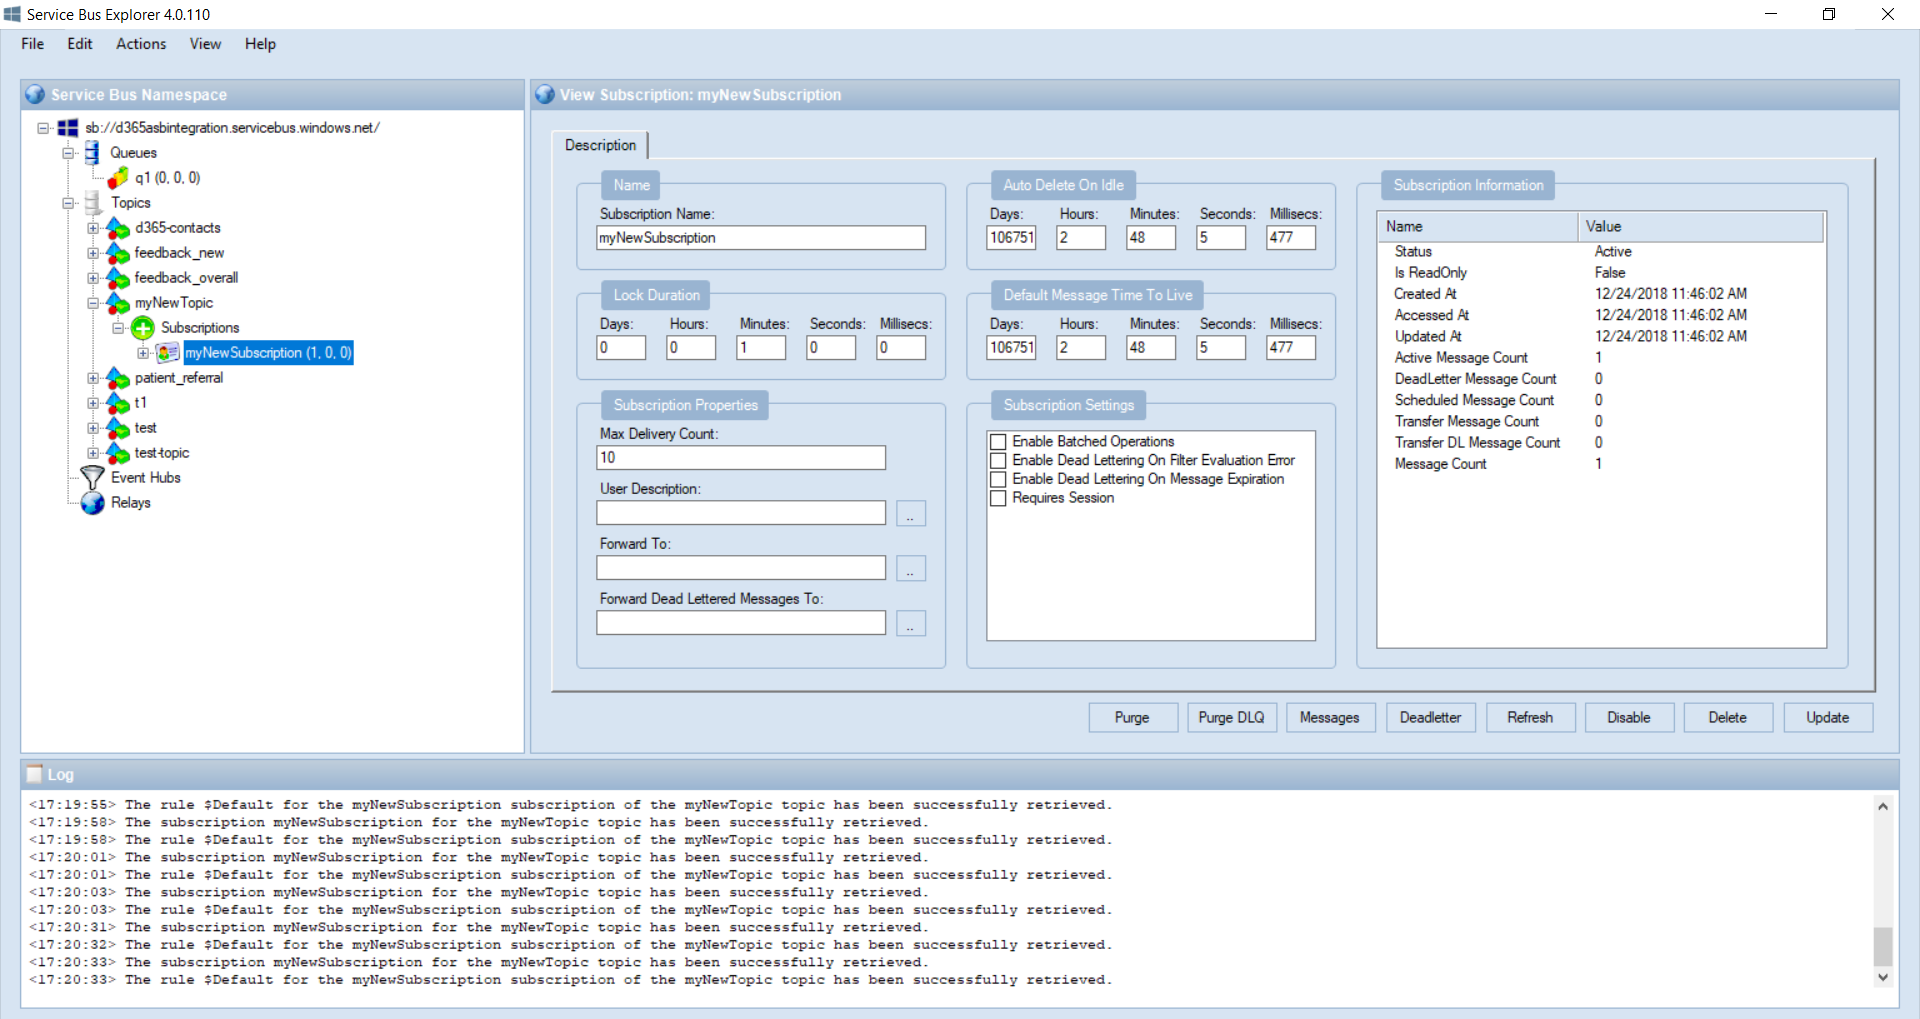 Service Bus Explorer 4.0.110
File Edit Actions View Help
Service Bus Namespace
sb://d365asbintegration.servicebus.windows.net/
Queues
q1 (0, 0, 0)
Topics
d365-contacts
feedback_new
feedback_overall
myNewTopic
Subscriptions
myNewSubscription (1, 0, 0)
patient_referral
t1
test
test-topic
Event Hubs
Relays
View Subscription: myNewSubscription
Description
Name
Subscription Name:
myNewSubscription
Auto Delete On Idle
Days: Hours: Minutes: Seconds: Millisecs:
106751 2 48 5 477
Lock Duration
Days: Hours: Minutes: Seconds: Millisecs:
0 0 1 0 0
Default Message Time To Live
Days: Hours: Minutes: Seconds: Millisecs:
106751 2 48 5 477
Subscription Properties
Max Delivery Count:
10
User Description:
..
Forward To:
..
Forward Dead Lettered Messages To:
..
Subscription Settings
Enable Batched Operations
Enable Dead Lettering On Filter Evaluation Error
Enable Dead Lettering On Message Expiration
Requires Session
Subscription Information
Name Value
Status Active
Is ReadOnly False
Created At 12/24/2018 11:46:02 AM
Accessed At 12/24/2018 11:46:02 AM
Updated At 12/24/2018 11:46:02 AM
Active Message Count 1
DeadLetter Message Count 0
Scheduled Message Count 0
Transfer Message Count 0
Transfer DL Message Count 0
Message Count 1
Purge Purge DLQ Messages Deadletter Refresh Disable Delete Update
Log
<17:19:55> The rule $Default for the myNewSubscription subscription of the myNewTopic topic has been successfully retrieved.
<17:19:58> The subscription myNewSubscription for the myNewTopic topic has been successfully retrieved.
<17:19:58> The rule $Default for the myNewSubscription subscription of the myNewTopic topic has been successfully retrieved.
<17:20:01> The subscription myNewSubscription for the myNewTopic topic has been successfully retrieved.
<17:20:01> The rule $Default for the myNewSubscription subscription of the myNewTopic topic has been successfully retrieved.
<17:20:03> The subscription myNewSubscription for the myNewTopic topic has been successfully retrieved.
<17:20:03> The rule $Default for the myNewSubscription subscription of the myNewTopic topic has been successfully retrieved.
<17:20:31> The subscription myNewSubscription for the myNewTopic topic has been successfully retrieved.
<17:20:32> The rule $Default for the myNewSubscription subscription of the myNewTopic topic has been successfully retrieved.
<17:20:33> The subscription myNewSubscription for the myNewTopic topic has been successfully retrieved.
<17:20:33> The rule $Default for the myNewSubscription subscription of the myNewTopic topic has been successfully retrieved.